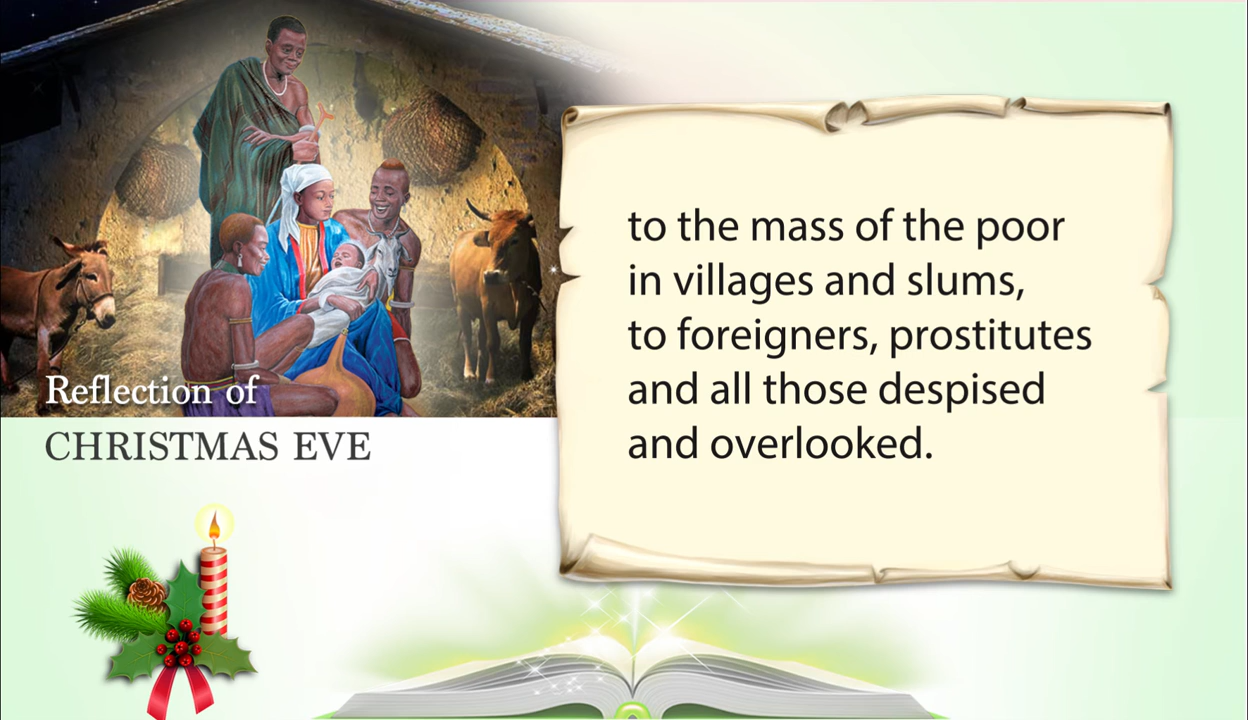 Reflection of
CHRISTMAS EVE
to the mass of the poor
in villages and slums,
to foreigners, prostitutes
and all those despised
and overlooked.